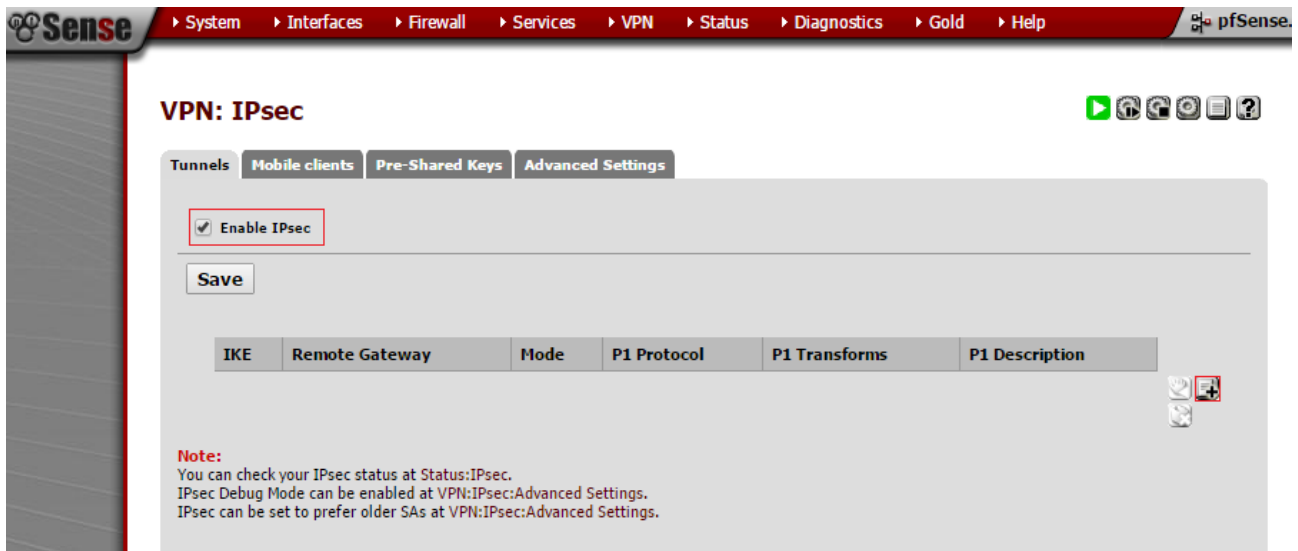 Sense System Interfaces Firewall Services VPN Status Diagnostics Gold Help pfSense.
VPN: IPsec
Tunnels Mobile clients Pre-Shared Keys Advanced Settings
Enable IPsec
Save
IKE Remote Gateway Mode P1 Protocol P1 Transforms P1 Description
Note:
You can check your IPsec status at Status:IPsec.
IPsec Debug Mode can be enabled at VPN:IPsec:Advanced Settings.
IPsec can be set to prefer older SAs at VPN:IPsec:Advanced Settings.